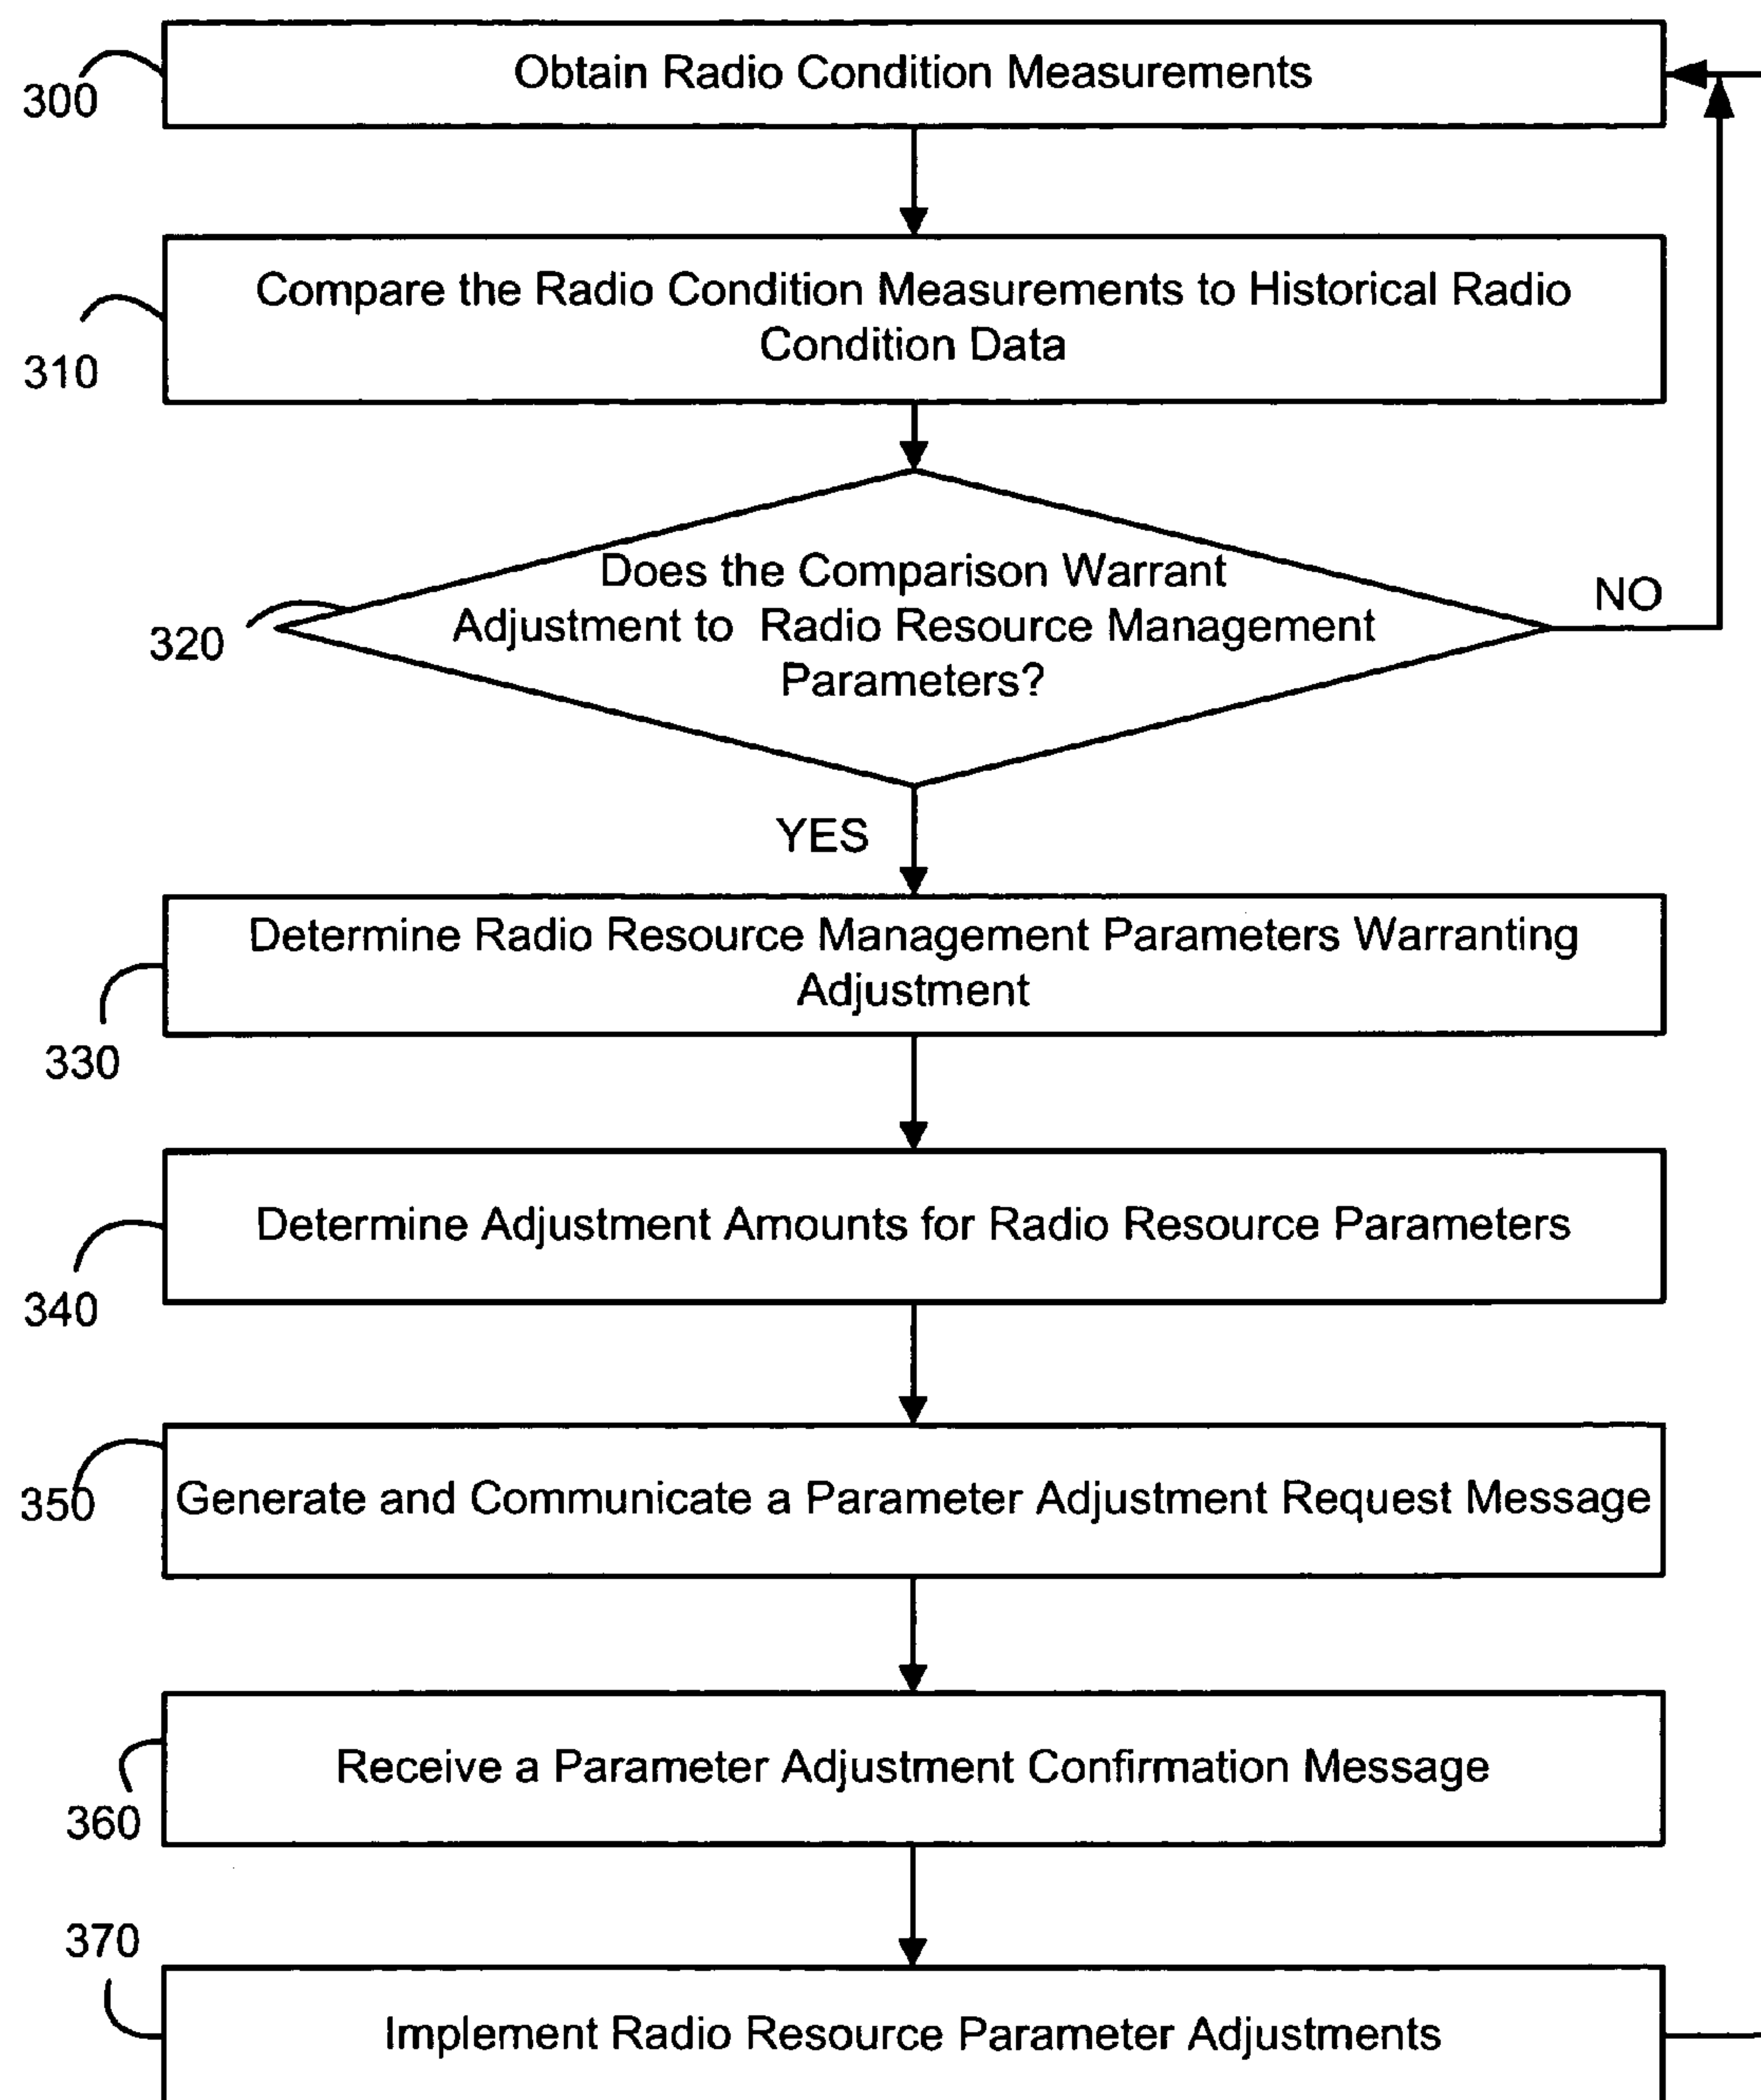 Obtain Radio Condition Measurements
300
Compare the Radio Condition Measurements to Historical Radio
Condition Data
310
Does the Comparison Warrant
Adjustment to Radio Resource Management
Parameters?
320
NO
YES
Determine Radio Resource Management Parameters Warranting
Adjustment
330
Determine Adjustment Amounts for Radio Resource Parameters
340
350
Generate and Communicate a Parameter Adjustment Request Message
Receive a Parameter Adjustment Confirmation Message
360
370
Implement Radio Resource Parameter Adjustments